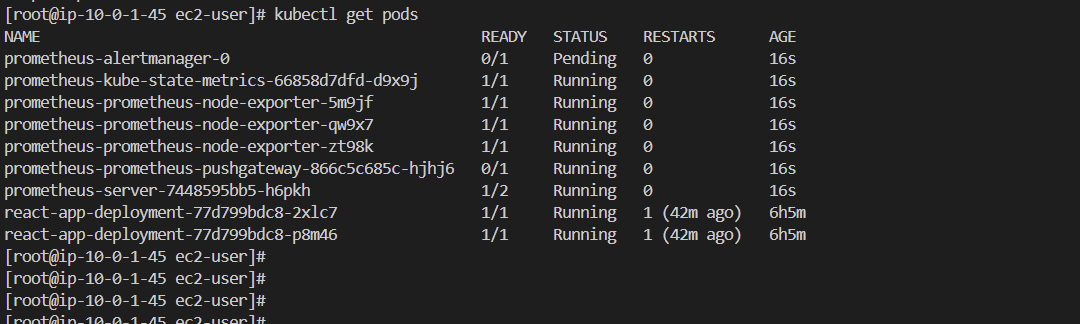 [root@ip-10-0-1-45 ec2-user]# kubectl get pods
NAME READY STATUS RESTARTS AGE
prometheus-alertmanager-0 0/1 Pending 0 16s
prometheus-kube-state-metrics-66858d7dfd-d9x9j 1/1 Running 0 16s
prometheus-prometheus-node-exporter-5m9jf 1/1 Running 0 16s
prometheus-prometheus-node-exporter-qw9x7 1/1 Running 0 16s
prometheus-prometheus-node-exporter-zt98k 1/1 Running 0 16s
prometheus-prometheus-pushgateway-866c5c685c-hjhj6 0/1 Running 0 16s
prometheus-server-7448595bb5-h6pkh 1/2 Running 0 16s
react-app-deployment-77d799bdc8-2xlc7 1/1 Running 1 (42m ago) 6h5m
react-app-deployment-77d799bdc8-p8m46 1/1 Running 1 (42m ago) 6h5m
[root@ip-10-0-1-45 ec2-user]#
[root@ip-10-0-1-45 ec2-user]#
[root@ip-10-0-1-45 ec2-user]#
[root@ip-10-0-1-45 ec2-user]#